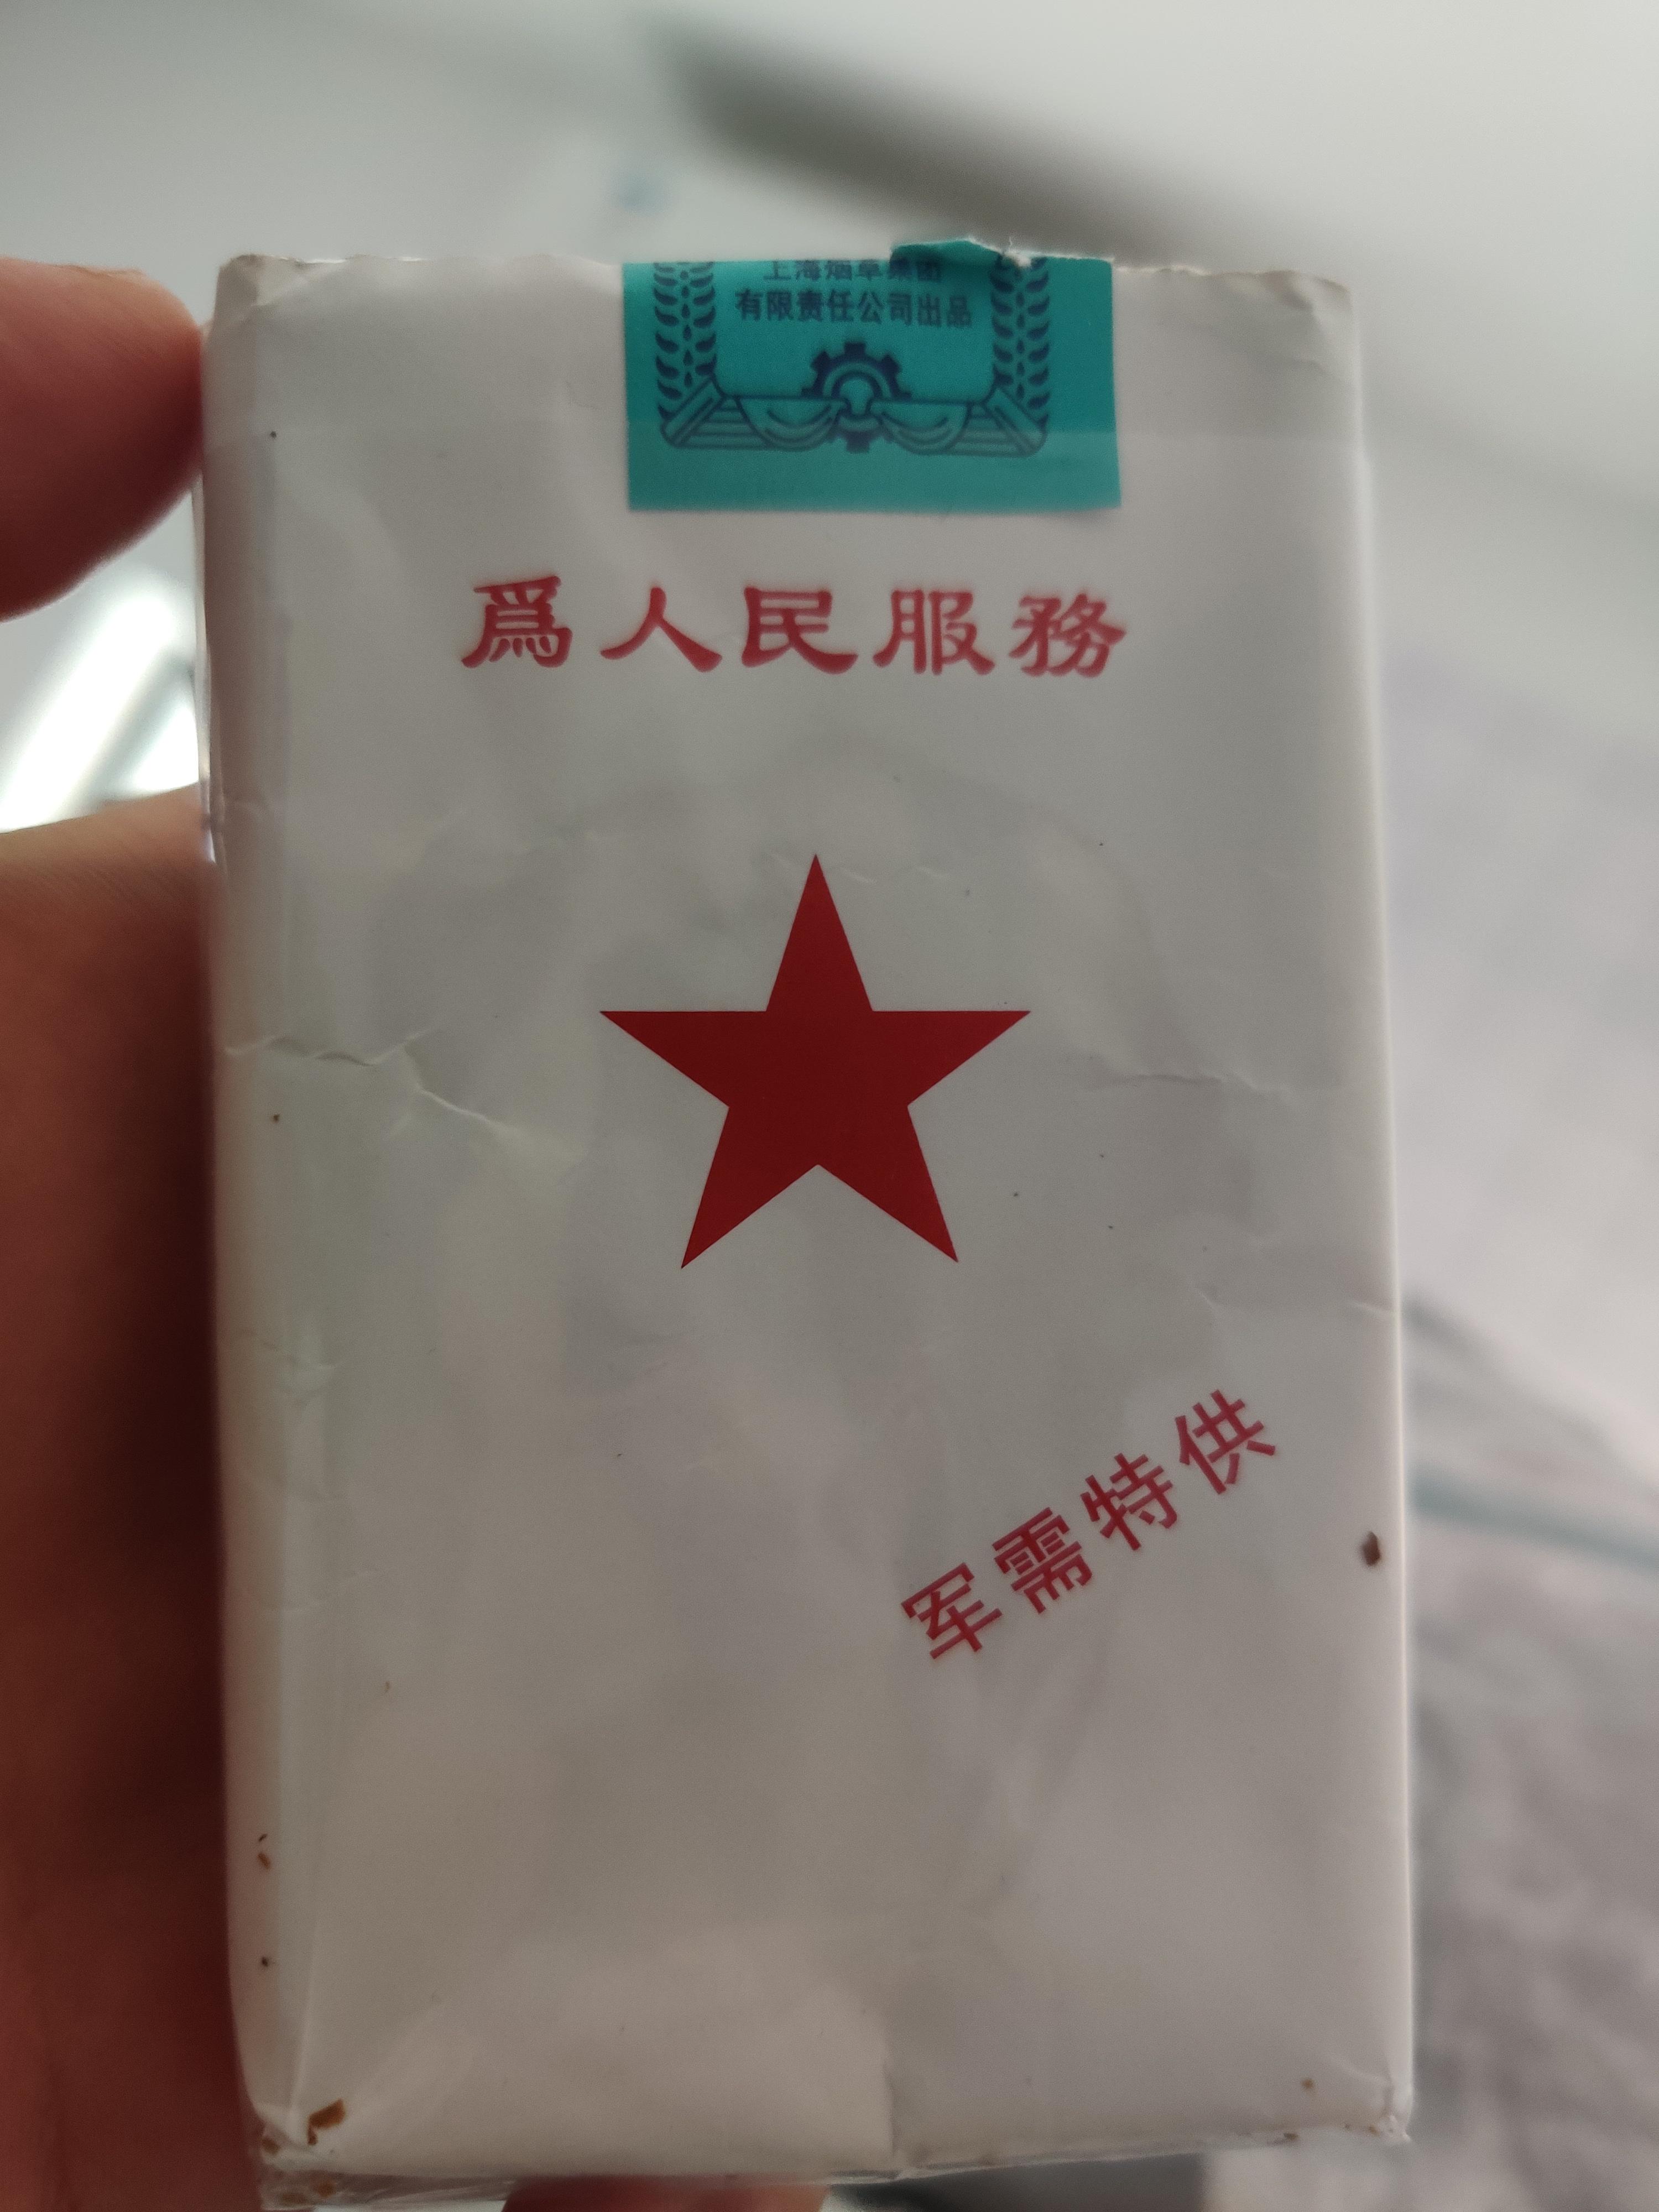 上海烟草集团
有限责任公司出品
爲人民服務
军需特供